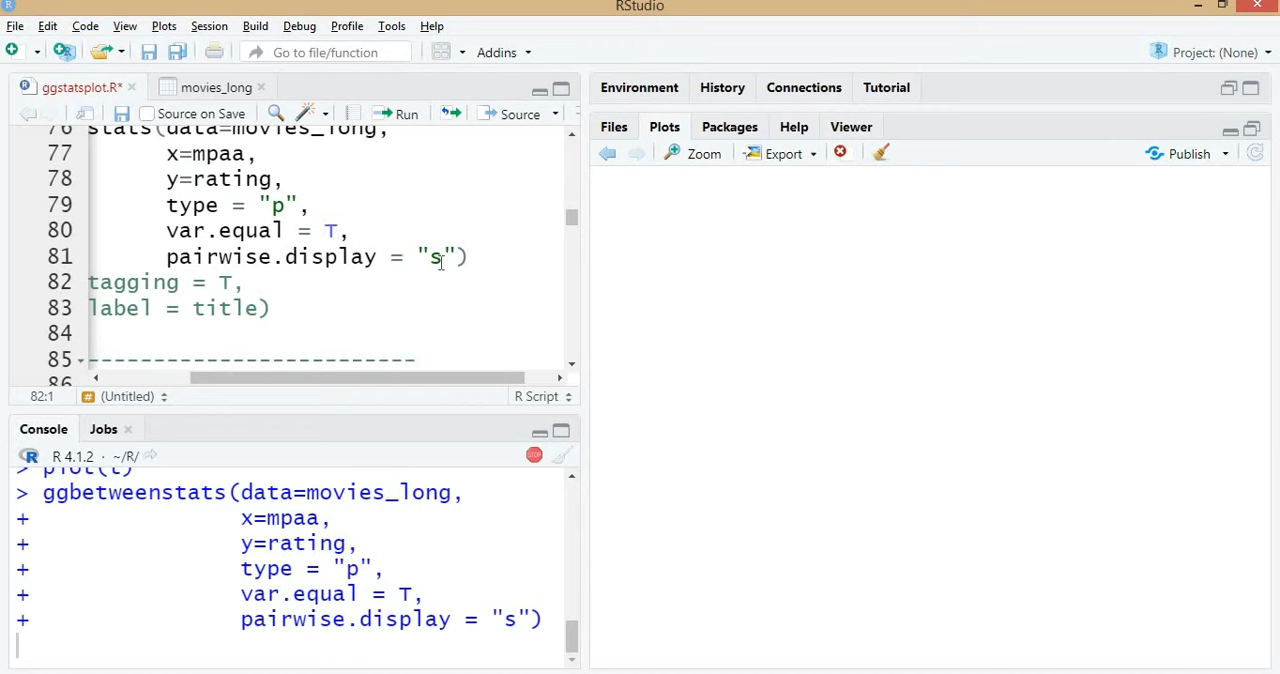 RStudio
File Edit Code View Plots Session Build Debug Profile Tools Help
Go to file/function Addins Project: (None)
ggstatsplot.R* movies_long
Source on Save Run Source
76 stats(data=movies_long,
77 x=mpaa,
78 y=rating,
79 type = "p",
80 var.equal = T,
81 pairwise.display = "s")
82 tagging = T,
83 label = title)
84
85 -------------------------
86
82:1 # (Untitled) R Script
Console Jobs
R 4.1.2 · ~/R/ STOP
> plot(t)
> ggbetweenstats(data=movies_long,
+ x=mpaa,
+ y=rating,
+ type = "p",
+ var.equal = T,
+ pairwise.display = "s")
Environment History Connections Tutorial
Files Plots Packages Help Viewer
Zoom Export Publish